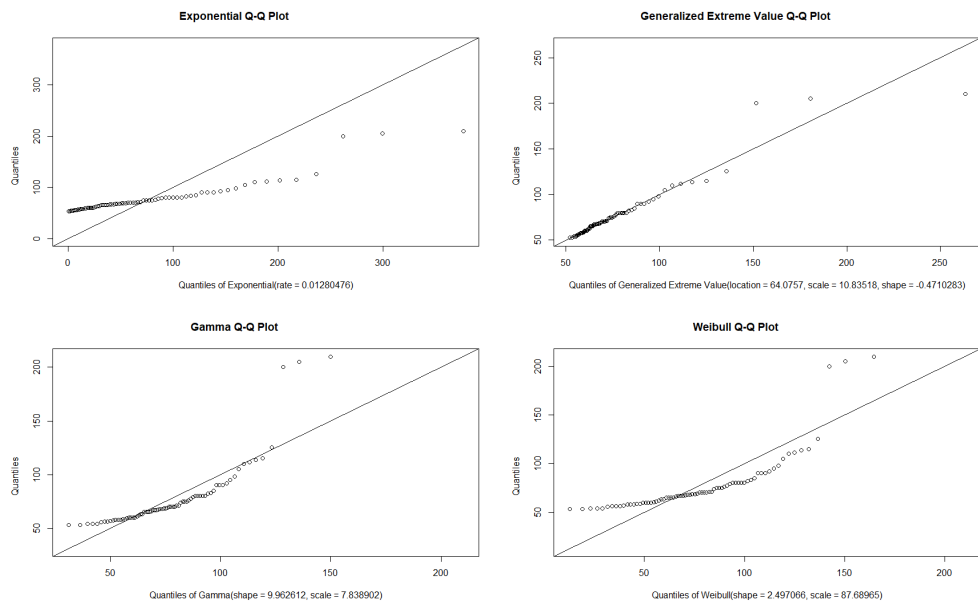 Exponential Q-Q Plot
Quantiles
0
100
200
300
0
100
200
300
Quantiles of Exponential(rate = 0.01280476)
Generalized Extreme Value Q-Q Plot
Quantiles
50
100
150
200
250
50
100
150
200
250
Quantiles of Generalized Extreme Value(location = 64.0757, scale = 10.83518, shape = -0.4710283)
Gamma Q-Q Plot
Quantiles
50
100
150
200
50
100
150
200
Quantiles of Gamma(shape = 9.962612, scale = 7.838902)
Weibull Q-Q Plot
Quantiles
50
100
150
200
50
100
150
200
Quantiles of Weibull(shape = 2.497066, scale = 87.68965)